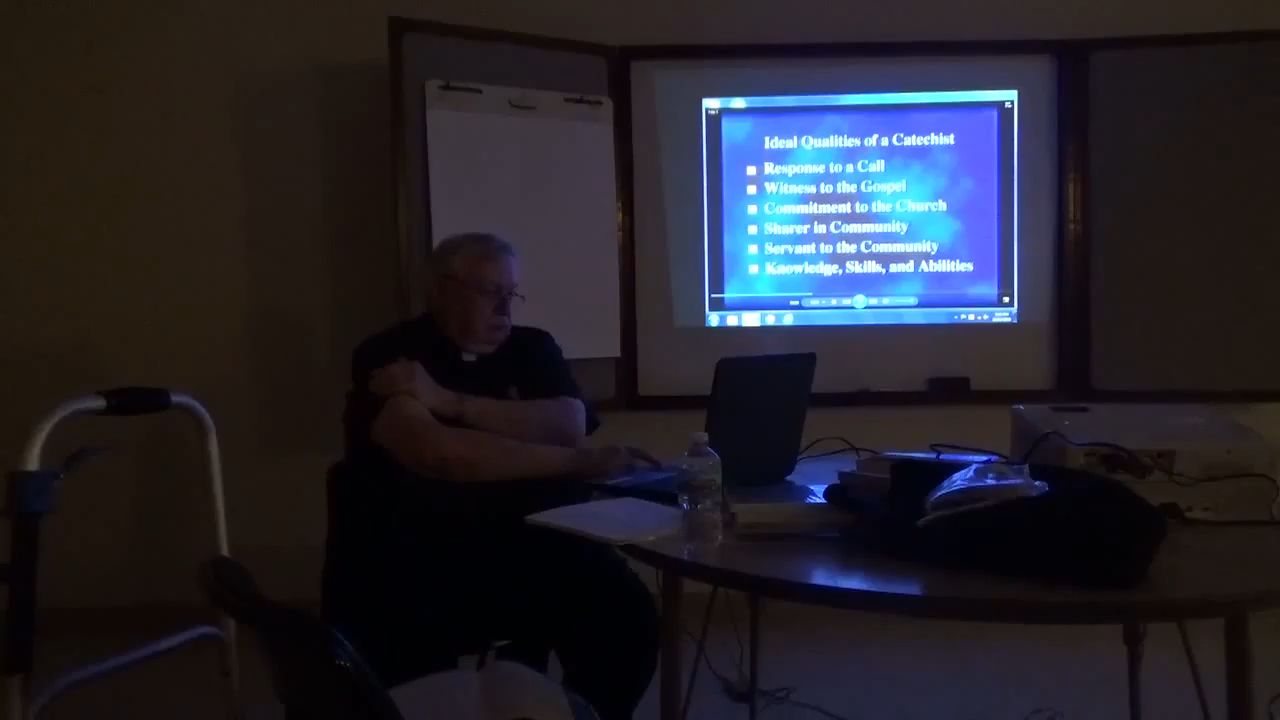 Ideal Qualities of a Catechist
Response to a Call
Witness to the Gospel
Commitment to the Church
Sharer in Community
Servant to the Community
Knowledge, Skills, and Abilities